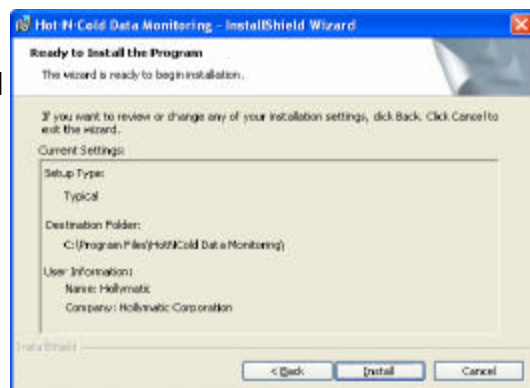 Hot-N-Cold Data Monitoring - InstallShield Wizard
Ready to Install the Program
The wizard is ready to begin installation.
If you want to review or change any of your installation settings, click Back. Click Cancel to
exit the wizard.
Current Settings:
Setup Type:
Typical
Destination Folder:
C:\Program Files\HotNCold Data Monitoring\
User Information:
Name: Hollymatic
Company: Hollymatic Corporation
InstallShield
< Back
Install
Cancel